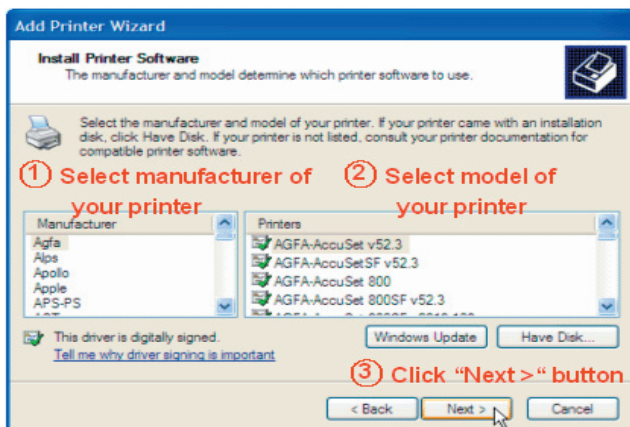 Add Printer Wizard
Install Printer Software
The manufacturer and model determine which printer software to use.
Select the manufacturer and model of your printer. If your printer came with an installation
disk, click Have Disk. If your printer is not listed, consult your printer documentation for
compatible printer software.
① Select manufacturer of
your printer
② Select model of
your printer
Manufacturer
Agfa
Alps
Apollo
Apple
APS-PS
Printers
AGFA-AccuSet v52.3
AGFA-AccuSetSF v52.3
AGFA-AccuSet 800
AGFA-AccuSet 800SF v52.3
This driver is digitally signed.
Tell me why driver signing is important
Windows Update
Have Disk...
③ Click “Next >“ button
< Back
Next >
Cancel